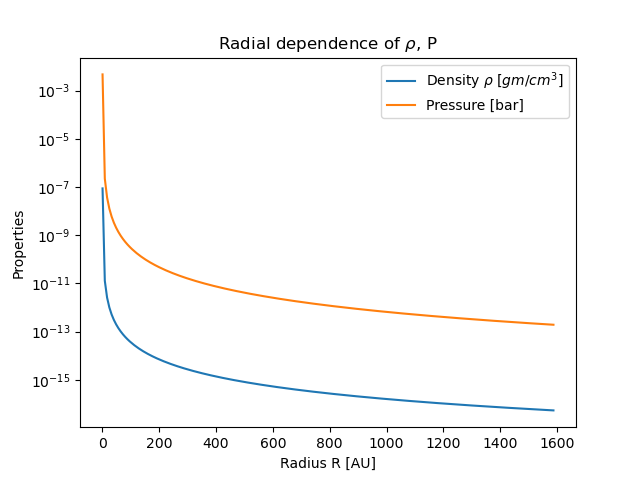 Radial dependence of ρ, P
Density ρ [gm/cm³]
Pressure [bar]
10⁻³
10⁻⁵
10⁻⁷
10⁻⁹
10⁻¹¹
10⁻¹³
10⁻¹⁵
Properties
0 200 400 600 800 1000 1200 1400 1600
Radius R [AU]